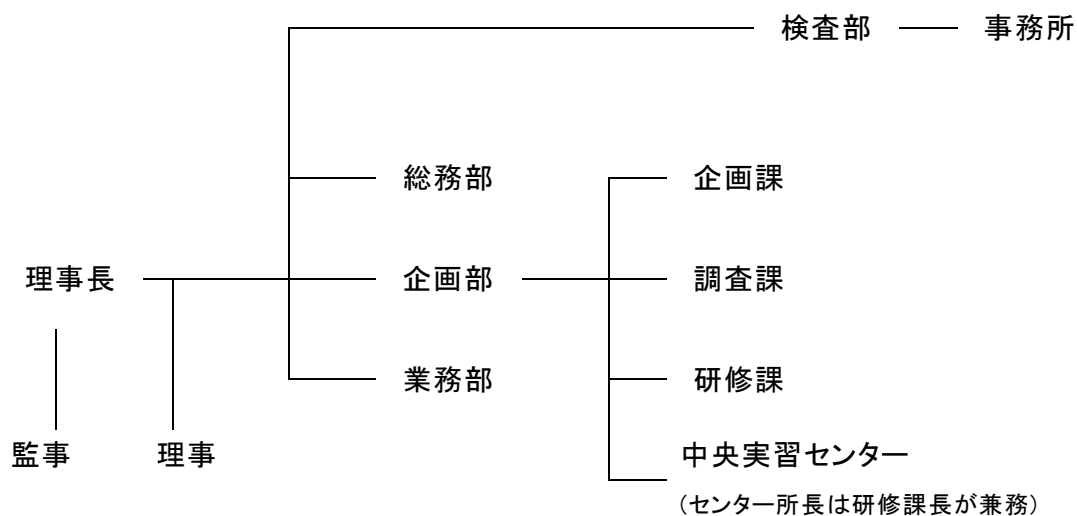 検査部
事務所
総務部
企画課
理事長
企画部
調査課
業務部
研修課
監事
理事
中央実習センター
(センター所長は研修課長が兼務)